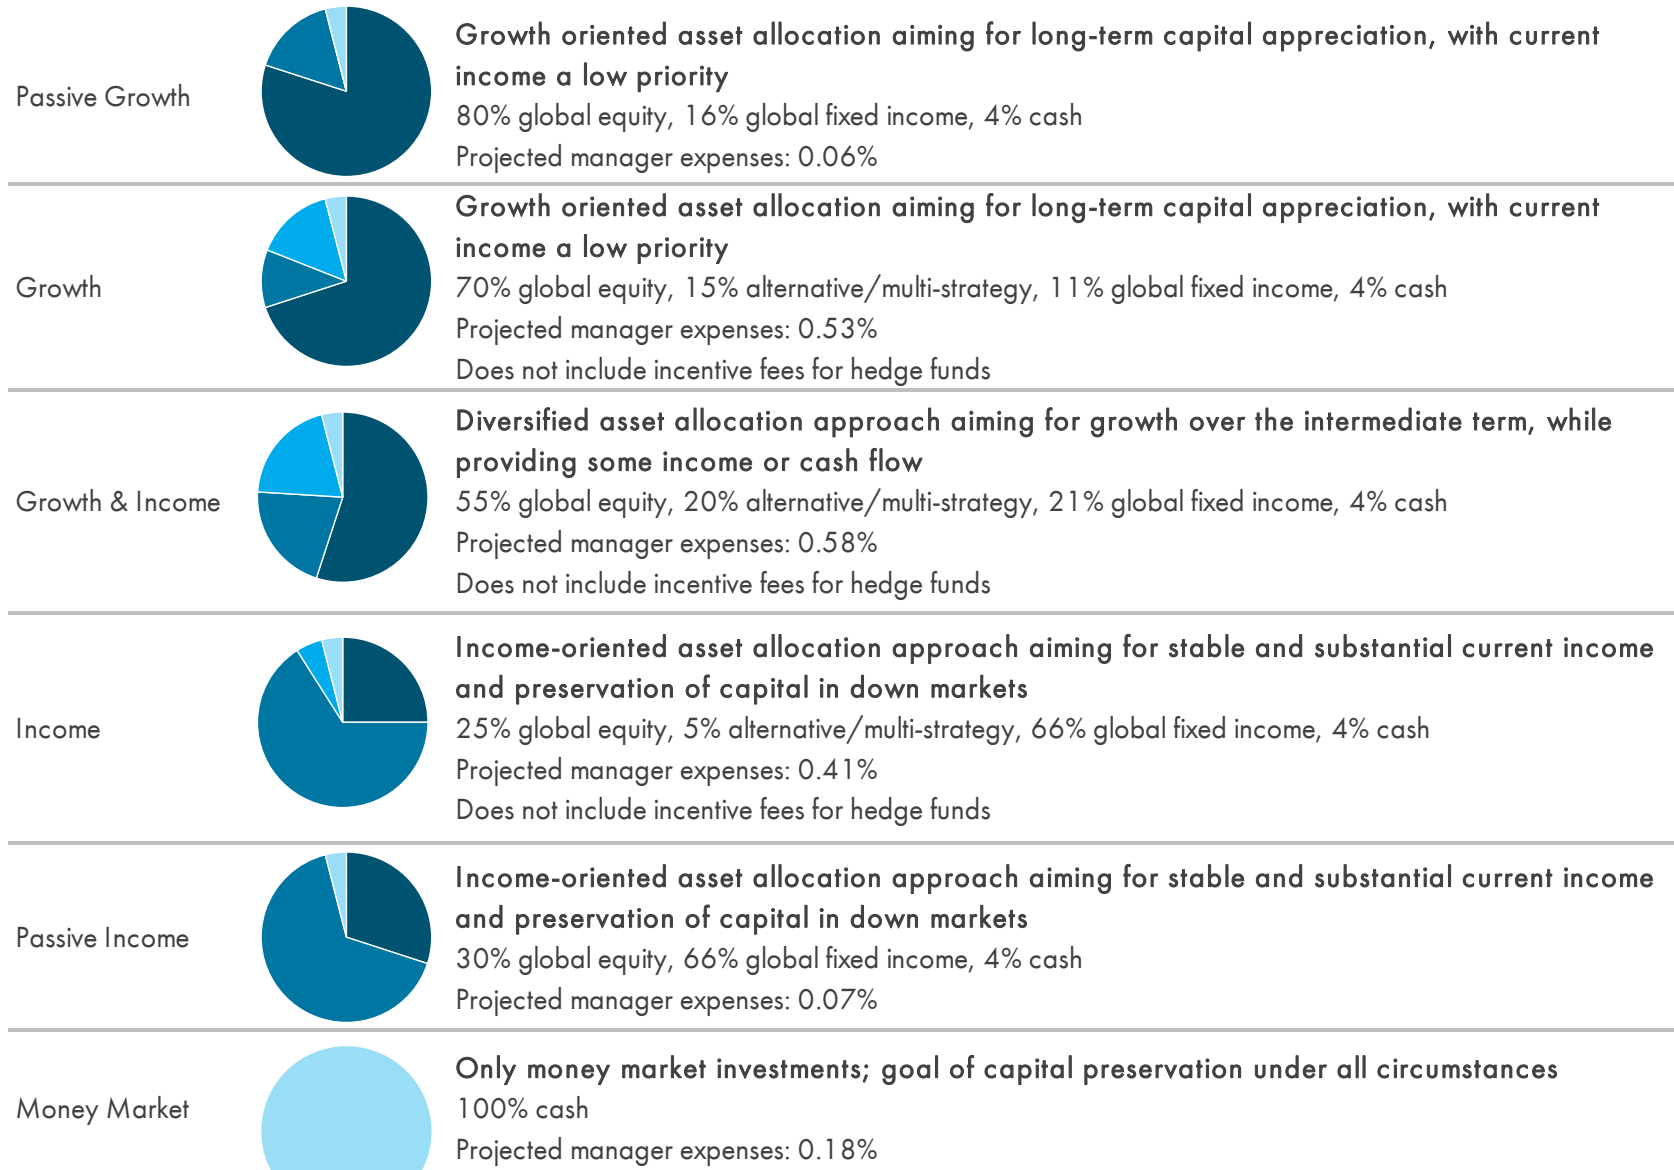 Passive Growth
Growth oriented asset allocation aiming for long-term capital appreciation, with current
income a low priority
80% global equity, 16% global fixed income, 4% cash
Projected manager expenses: 0.06%
Growth
Growth oriented asset allocation aiming for long-term capital appreciation, with current
income a low priority
70% global equity, 15% alternative/multi-strategy, 11% global fixed income, 4% cash
Projected manager expenses: 0.53%
Does not include incentive fees for hedge funds
Growth & Income
Diversified asset allocation approach aiming for growth over the intermediate term, while
providing some income or cash flow
55% global equity, 20% alternative/multi-strategy, 21% global fixed income, 4% cash
Projected manager expenses: 0.58%
Does not include incentive fees for hedge funds
Income
Income-oriented asset allocation approach aiming for stable and substantial current income
and preservation of capital in down markets
25% global equity, 5% alternative/multi-strategy, 66% global fixed income, 4% cash
Projected manager expenses: 0.41%
Does not include incentive fees for hedge funds
Passive Income
Income-oriented asset allocation approach aiming for stable and substantial current income
and preservation of capital in down markets
30% global equity, 66% global fixed income, 4% cash
Projected manager expenses: 0.07%
Money Market
Only money market investments; goal of capital preservation under all circumstances
100% cash
Projected manager expenses: 0.18%